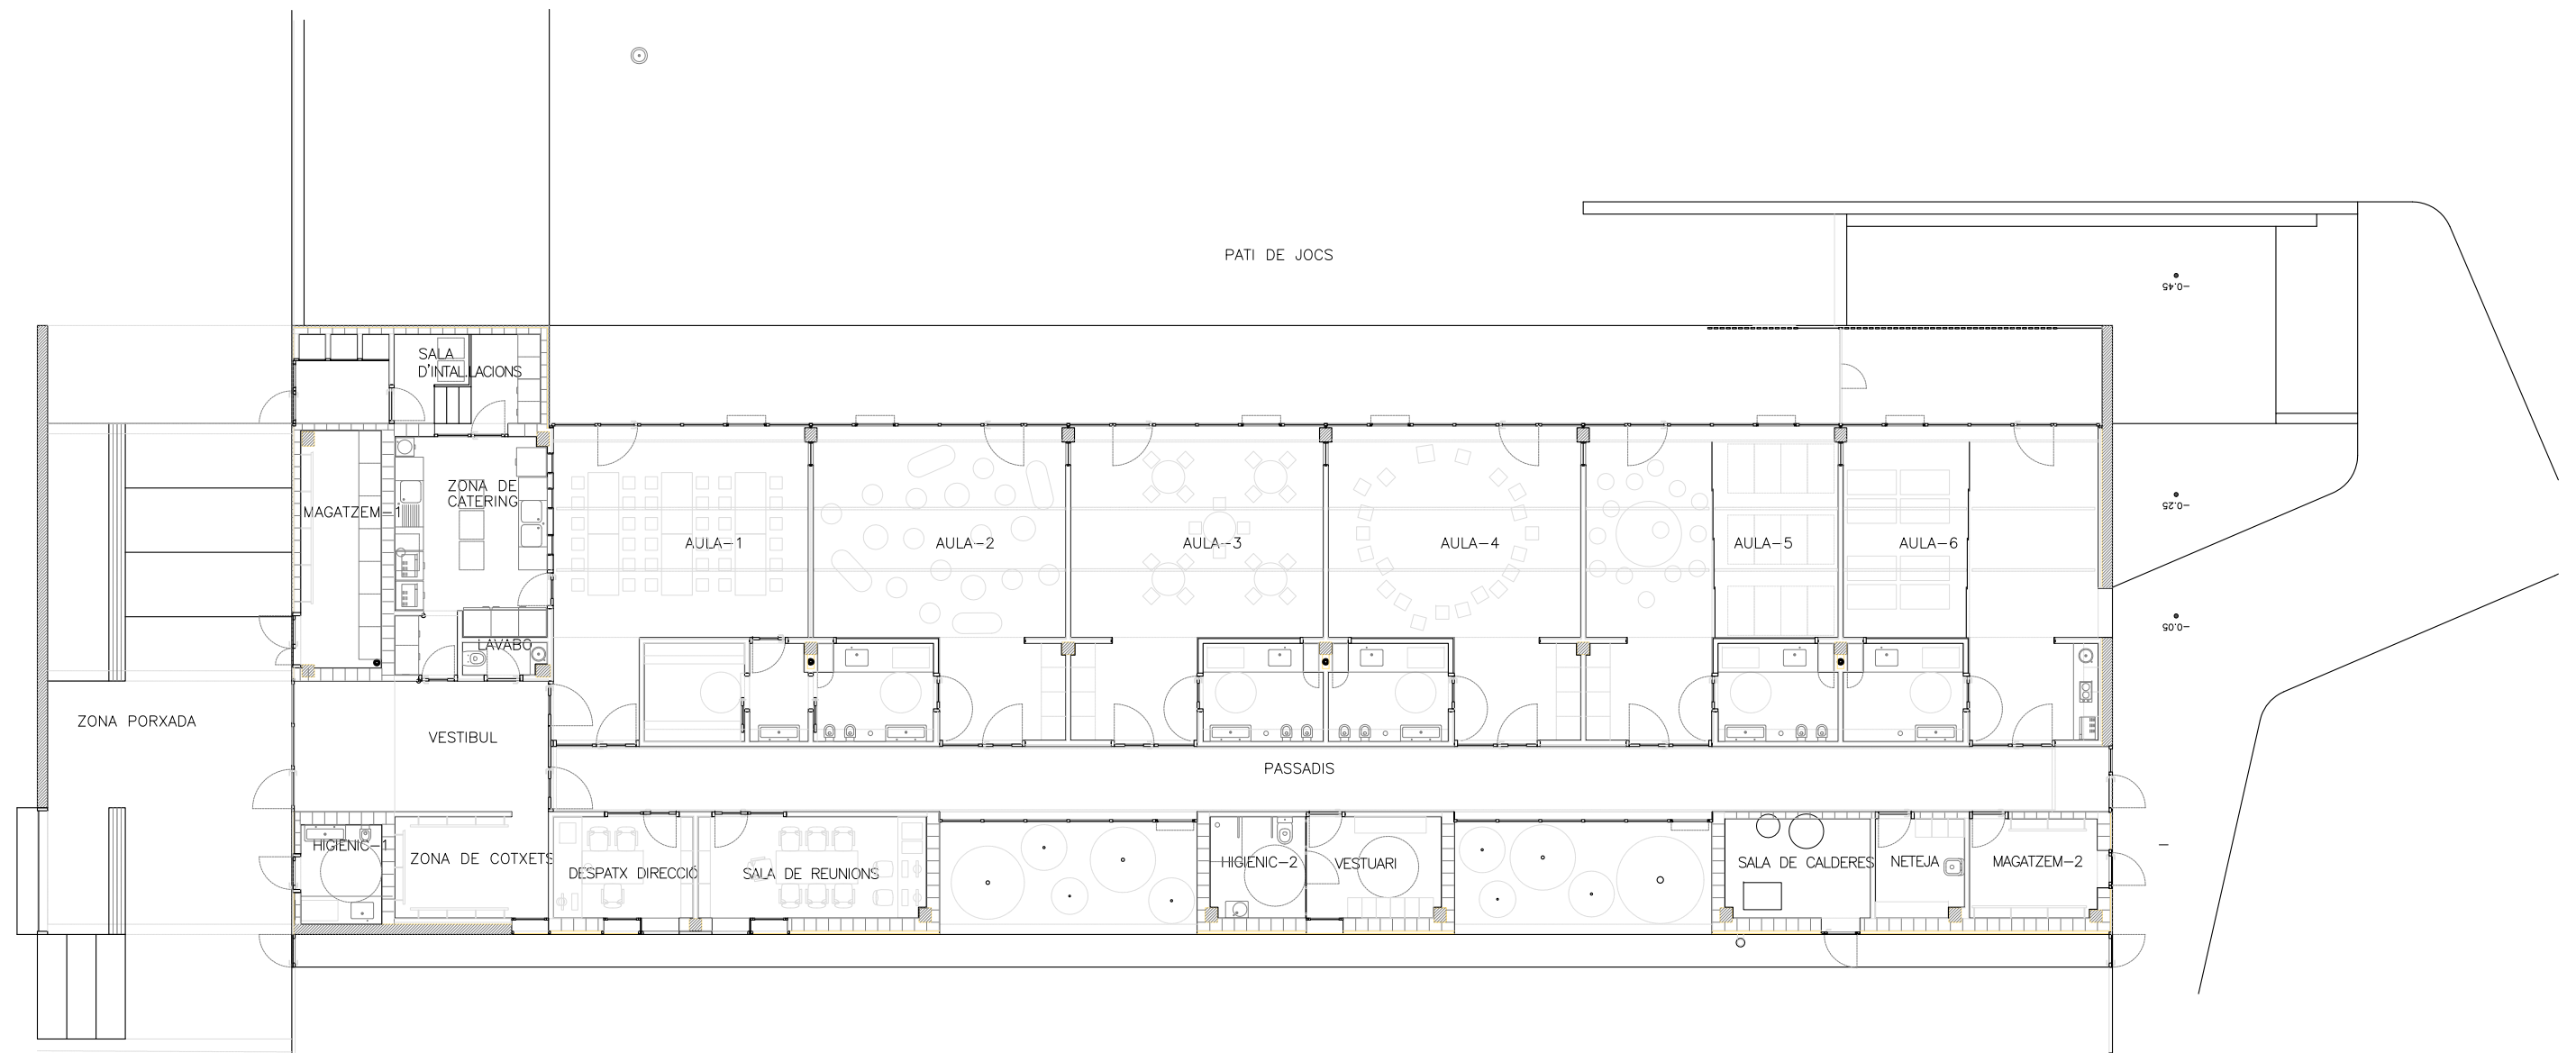 PATI DE JOCS
-0.45
SALA
D'INTAL.LACIONS
ZONA DE
CATERING
MAGATZEM-1
-0.25
AULA-1
AULA-2
AULA-3
AULA-4
AULA-5
AULA-6
-0.05
LAVABO
ZONA PORXADA
VESTIBUL
PASSADIS
HIGIENIC-1
ZONA DE COTXETS
DESPATX DIRECCIÓ
SALA DE REUNIONS
HIGIENIC-2
VESTUARI
SALA DE CALDERES
NETEJA
MAGATZEM-2